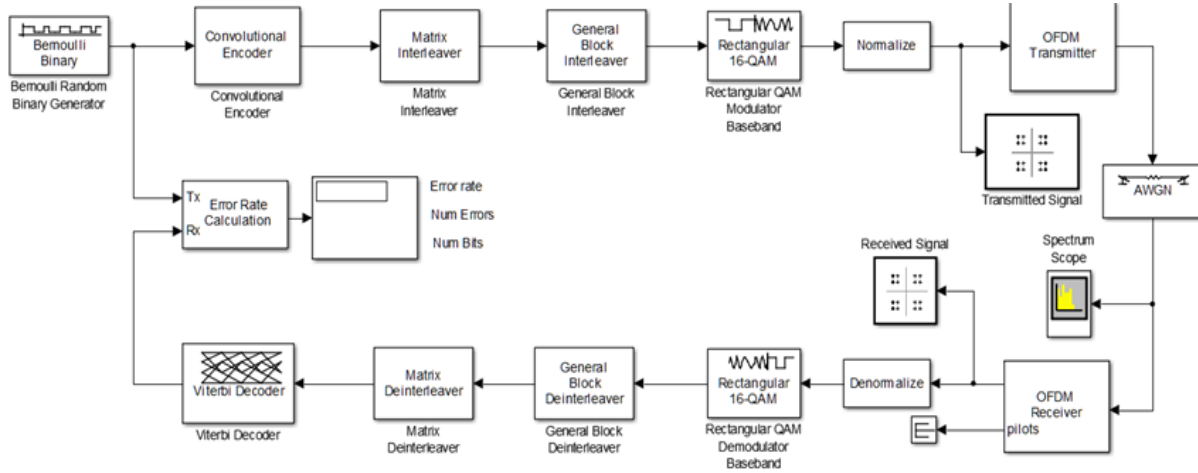 Bernoulli
Binary
Bernoulli Random
Binary Generator
Convolutional
Encoder
Convolutional
Encoder
Matrix
Interleaver
Matrix
Interleaver
General
Block
Interleaver
General Block
Interleaver
Rectangular
16-QAM
Rectangular QAM
Modulator
Baseband
Normalize
OFDM
Transmitter
Transmitted Signal
AWGN
Tx
Rx
Error Rate
Calculation
Error rate
Num Errors
Num Bits
Received Signal
Spectrum
Scope
Viterbi Decoder
Viterbi Decoder
Matrix
Deinterleaver
Matrix
Deinterleaver
General
Block
Deinterleaver
General Block
Deinterleaver
Rectangular
16-QAM
Rectangular QAM
Demodulator
Baseband
Denormalize
OFDM
Receiver
pilots